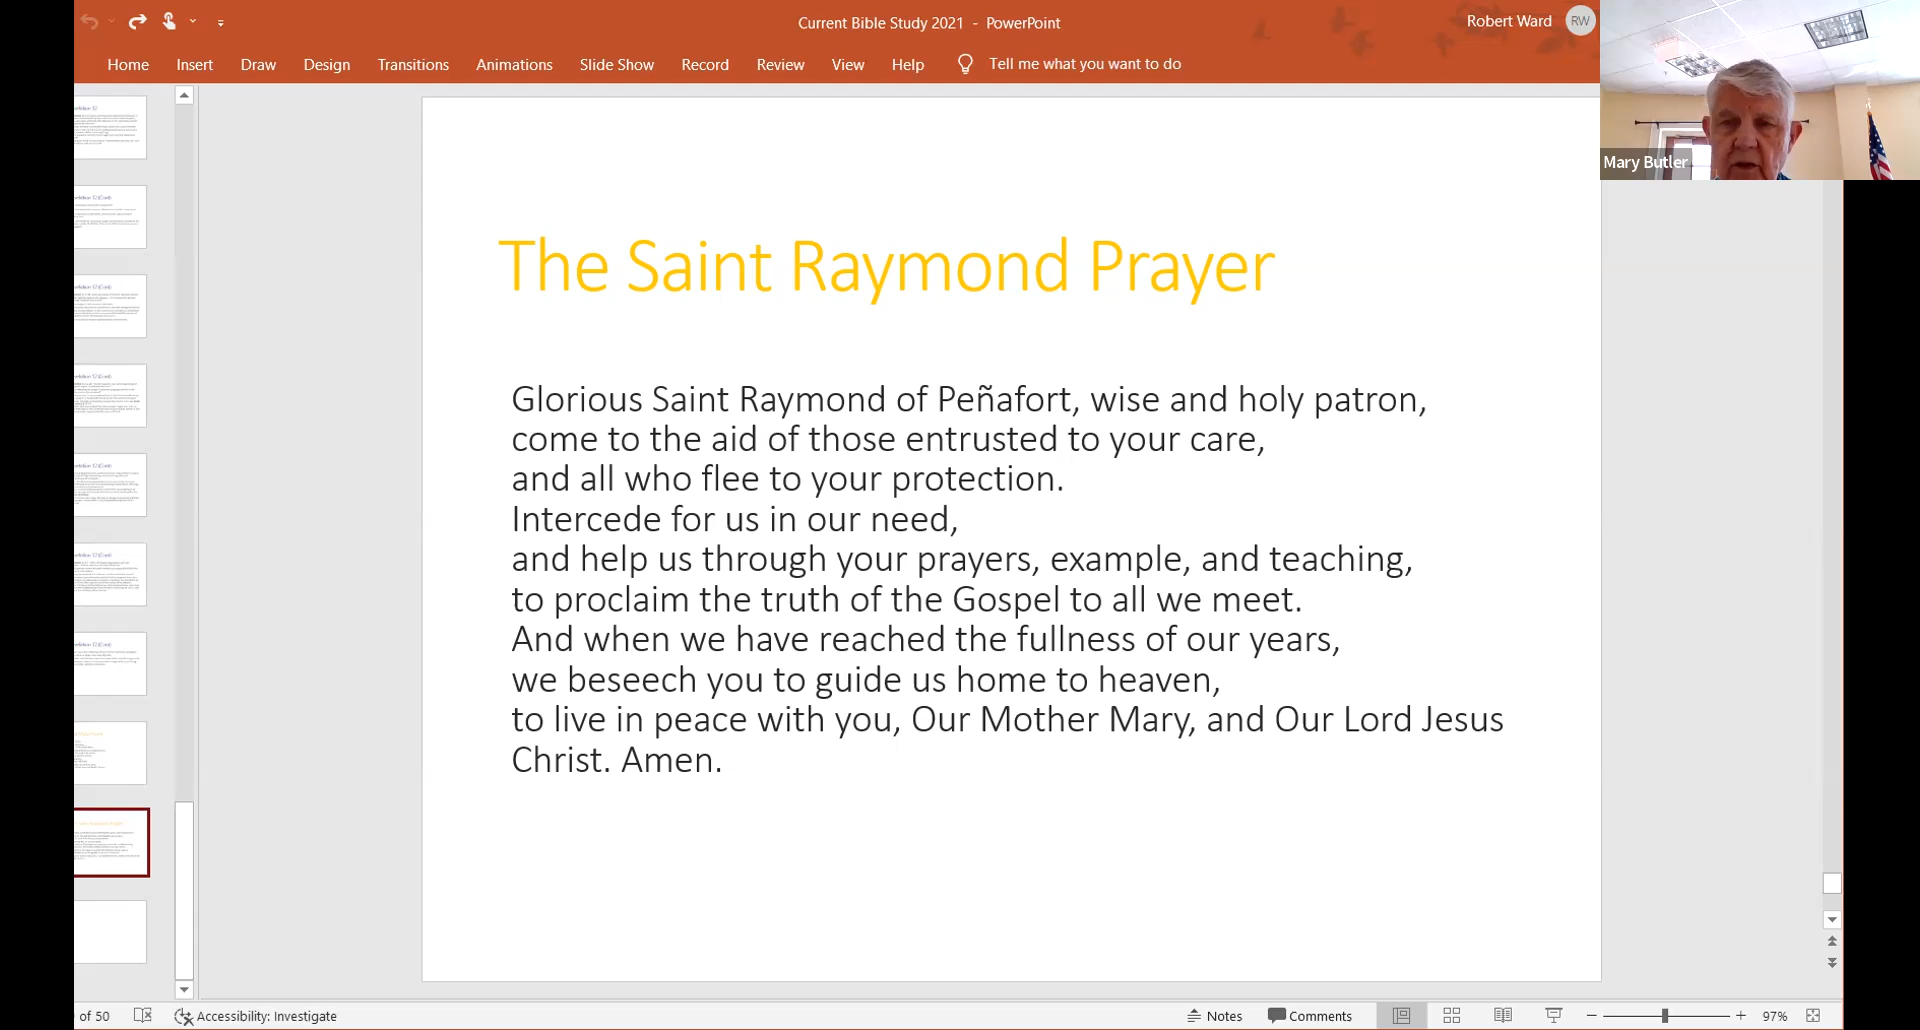 Current Bible Study 2021 - PowerPoint
Robert Ward
RW
Home Insert Draw Design Transitions Animations Slide Show Record Review View Help Tell me what you want to do
Mary Butler
The Saint Raymond Prayer
Glorious Saint Raymond of Peñafort, wise and holy patron,
come to the aid of those entrusted to your care,
and all who flee to your protection.
Intercede for us in our need,
and help us through your prayers, example, and teaching,
to proclaim the truth of the Gospel to all we meet.
And when we have reached the fullness of our years,
we beseech you to guide us home to heaven,
to live in peace with you, Our Mother Mary, and Our Lord Jesus
Christ. Amen.
of 50
Accessibility: Investigate
Notes
Comments
97%